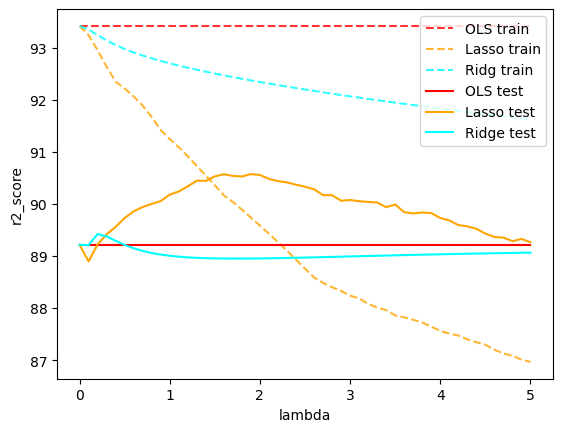 93
92
91
90
89
88
87
r2_score
0
1
2
3
4
5
lambda
OLS train
Lasso train
Ridg train
OLS test
Lasso test
Ridge test